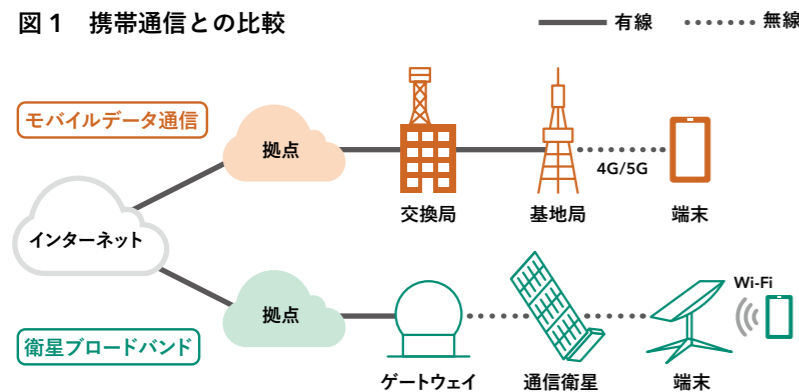 図1 携帯通信との比較
有線
無線
モバイルデータ通信
拠点
4G/5G
交換局
基地局
端末
インターネット
拠点
Wi-Fi
衛星ブロードバンド
ゲートウェイ
通信衛星
端末